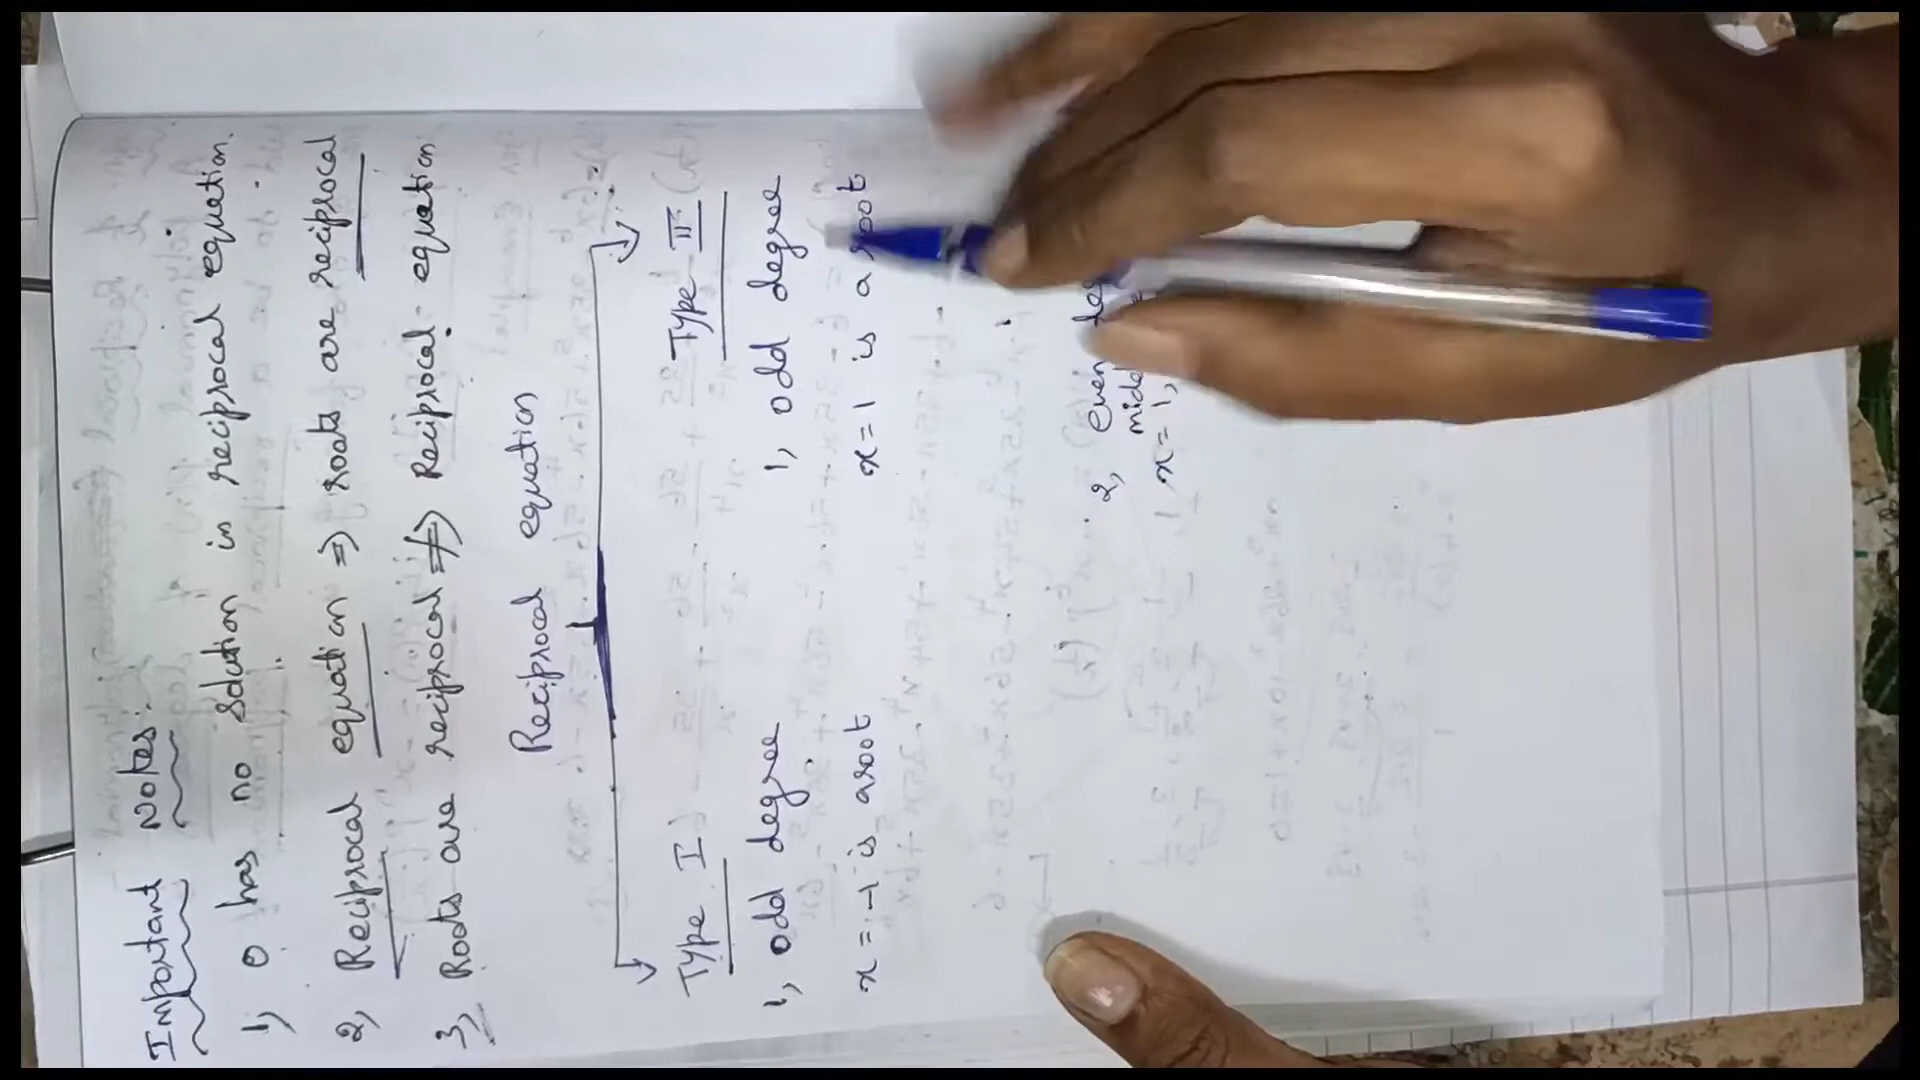 Important Notes:
1, 0 has no solution in reciprocal equation.
2, Reciprocal equation => roots are reciprocal
3, Roots are reciprocal ≠> Reciprocal equation
Reciprocal equation
Type I Type II
1, odd degree 1, odd degree
x = -1 is a root x = 1 is a root
2, even
x = 1,